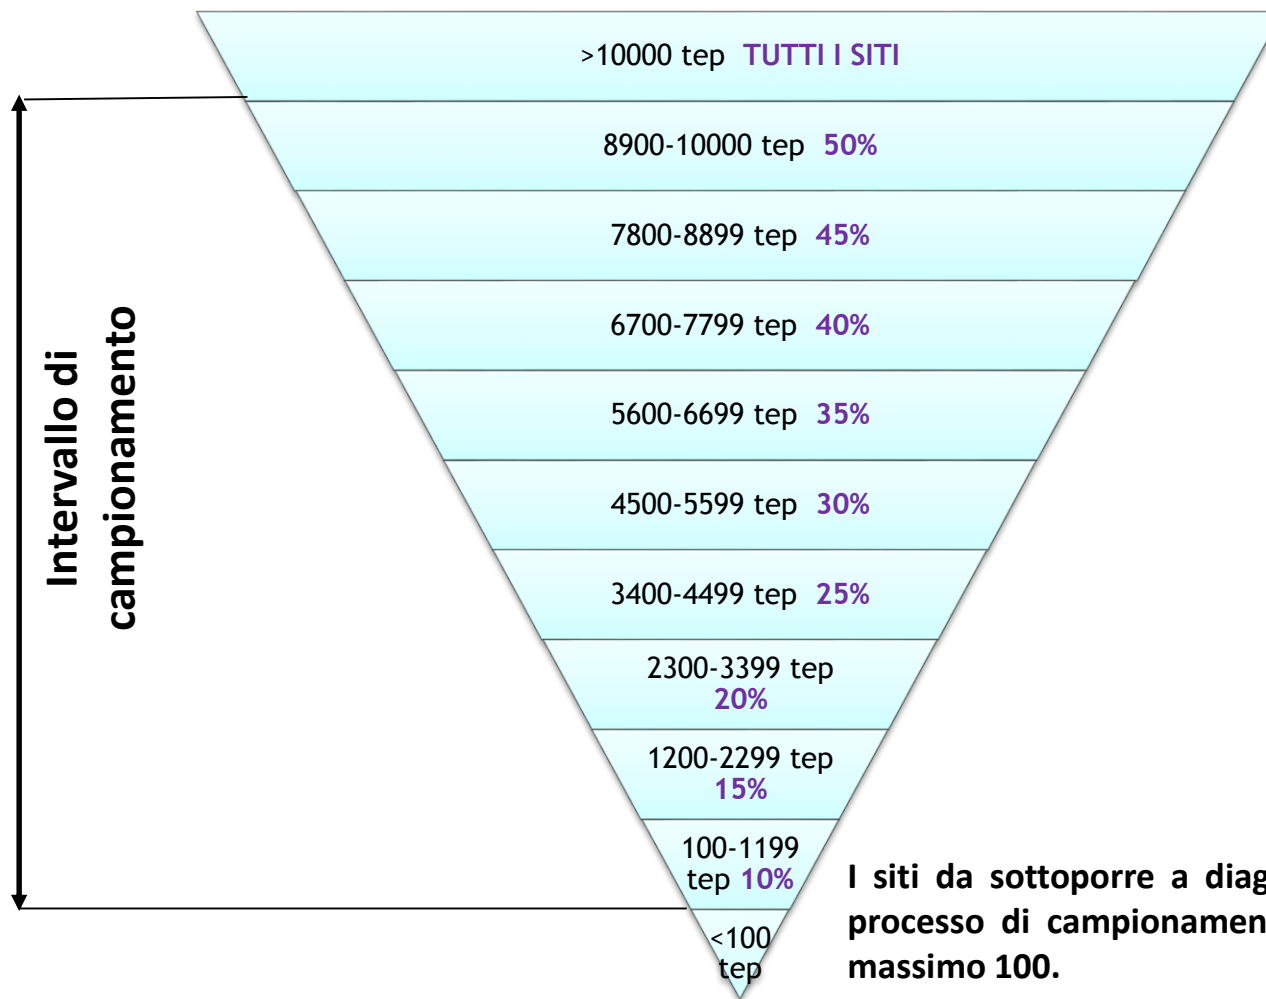 >10000 tep TUTTI I SITI
8900-10000 tep 50%
7800-8899 tep 45%
6700-7799 tep 40%
5600-6699 tep 35%
4500-5599 tep 30%
3400-4499 tep 25%
2300-3399 tep
20%
1200-2299 tep
15%
100-1199
tep 10%
<100
tep
Intervallo di
campionamento
I siti da sottoporre a diag
processo di campionamen
massimo 100.